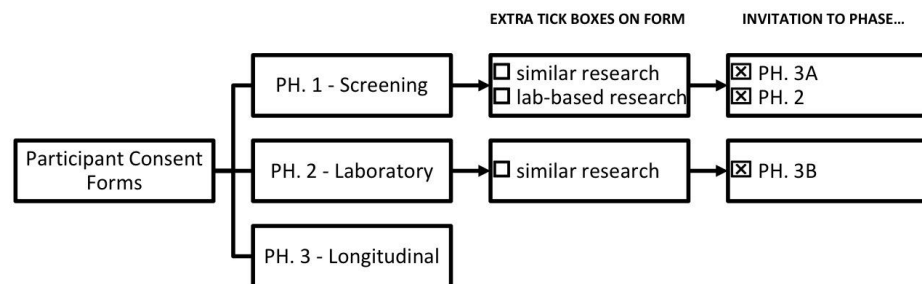 EXTRA TICK BOXES ON FORM
INVITATION TO PHASE...
PH. 1 - Screening
similar research
lab-based research
PH. 3A
PH. 2
Participant Consent
Forms
PH. 2 - Laboratory
similar research
PH. 3B
PH. 3 - Longitudinal